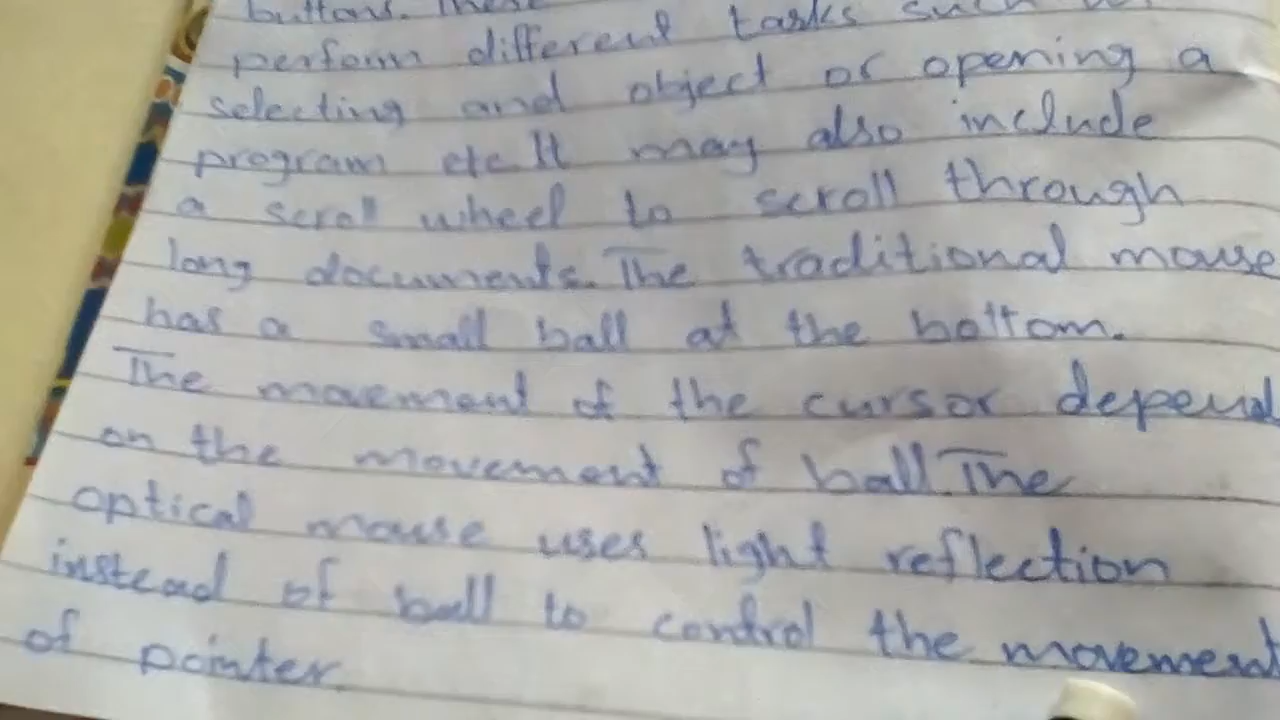 buttons. These
perform different tasks such
selecting and object or opening a
program etc It may also include
a scroll wheel to scroll through
long documents. The traditional mouse
has a small ball at the bottom.
The movement of the cursor depend
on the movement of ball. The
optical mouse uses light reflection
instead of ball to control the movement
of pointer